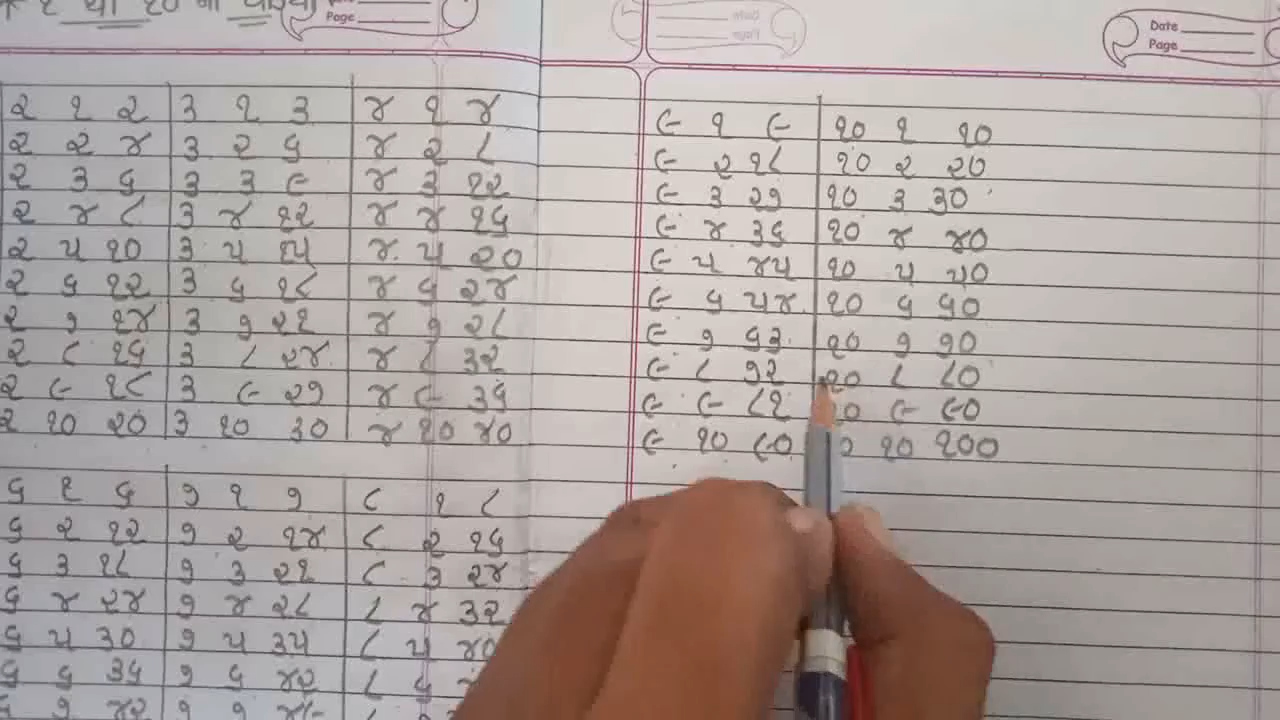 ૨ થી ૧૦ ના ઘડિયા
Page
૨ ૧ ૨ ૩ ૧ ૩ ૪ ૧ ૪
૨ ૨ ૪ ૩ ૨ ૬ ૪ ૨ ૮
૨ ૩ ૬ ૩ ૩ ૯ ૪ ૩ ૧૨
૨ ૪ ૮ ૩ ૪ ૧૨ ૪ ૪ ૧૬
૨ ૫ ૧૦ ૩ ૫ ૧૫ ૪ ૫ ૨૦
૨ ૬ ૧૨ ૩ ૬ ૧૮ ૪ ૬ ૨૪
૨ ૭ ૧૪ ૩ ૭ ૨૧ ૪ ૭ ૨૮
૨ ૮ ૧૬ ૩ ૮ ૨૪ ૪ ૮ ૩૨
૨ ૯ ૧૮ ૩ ૯ ૨૭ ૪ ૯ ૩૬
૨ ૧૦ ૨૦ ૩ ૧૦ ૩૦ ૪ ૧૦ ૪૦
૬ ૧ ૬ ૭ ૧ ૭ ૮ ૧ ૮
૬ ૨ ૧૨ ૭ ૨ ૧૪ ૮ ૨ ૧૬
૬ ૩ ૧૮ ૭ ૩ ૨૧ ૮ ૩ ૨૪
૬ ૪ ૨૪ ૭ ૪ ૨૮ ૮ ૪ ૩૨
૬ ૫ ૩૦ ૭ ૫ ૩૫ ૮ ૫ ૪૦
૬ ૬ ૩૬ ૭ ૬ ૪૨ ૮ ૬
૬ ૭ ૪૨ ૭ ૭ ૪૯ ૮
Date
Page
૯ ૧ ૯ ૧૦ ૧ ૧૦
૯ ૨ ૧૮ ૧૦ ૨ ૨૦
૯ ૩ ૨૭ ૧૦ ૩ ૩૦
૯ ૪ ૩૬ ૧૦ ૪ ૪૦
૯ ૫ ૪૫ ૧૦ ૫ ૫૦
૯ ૬ ૫૪ ૧૦ ૬ ૬૦
૯ ૭ ૬૩ ૧૦ ૭ ૭૦
૯ ૮ ૭૨ ૧૦ ૮ ૮૦
૯ ૯ ૮૧ ૧૦ ૯ ૯૦
૯ ૧૦ ૯૦ ૧૦ ૧૦૦